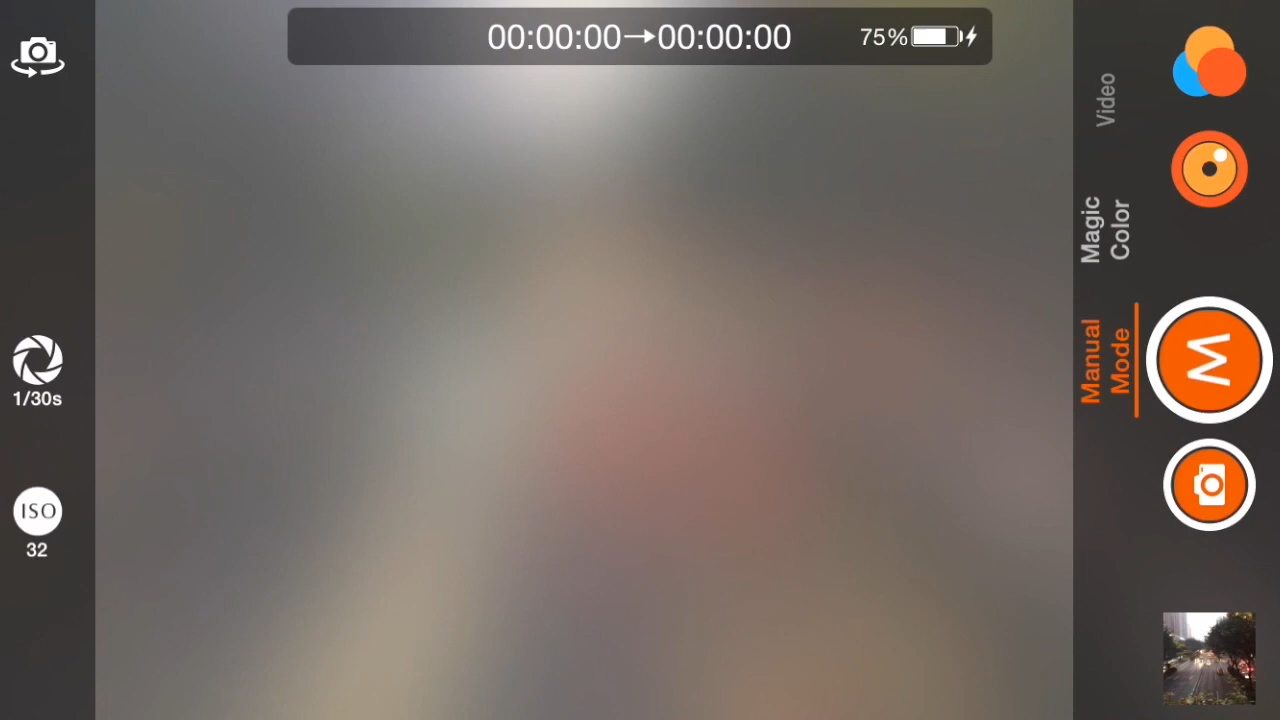 00:00:00→00:00:00
75%
1/30s
ISO
32
Video
Magic
Color
Manual
Mode
M